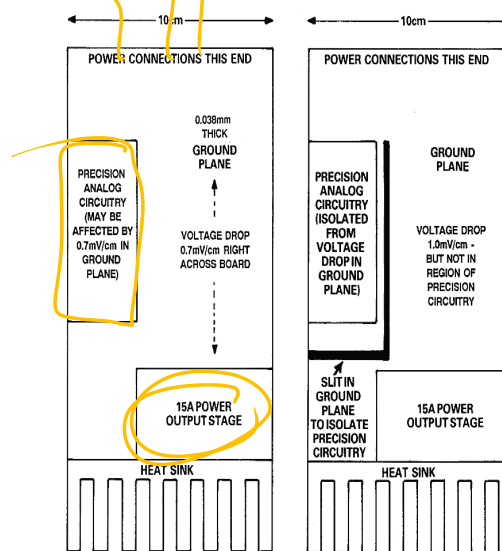 10cm
POWER CONNECTIONS THIS END
0.038mm
THICK
GROUND
PLANE
PRECISION
ANALOG
CIRCUITRY
(MAY BE
AFFECTED BY
0.7mV/cm IN
GROUND
PLANE)
VOLTAGE DROP
0.7mV/cm RIGHT
ACROSS BOARD
15A POWER
OUTPUT STAGE
HEAT SINK
10cm
POWER CONNECTIONS THIS END
GROUND
PLANE
PRECISION
ANALOG
CIRCUITRY
(ISOLATED
FROM
VOLTAGE
DROP IN
GROUND
PLANE)
VOLTAGE DROP
1.0mV/cm -
BUT NOT IN
REGION OF
PRECISION
CIRCUITRY
SLIT IN
GROUND
PLANE
TO ISOLATE
PRECISION
CIRCUITRY
15A POWER
OUTPUT STAGE
HEAT SINK